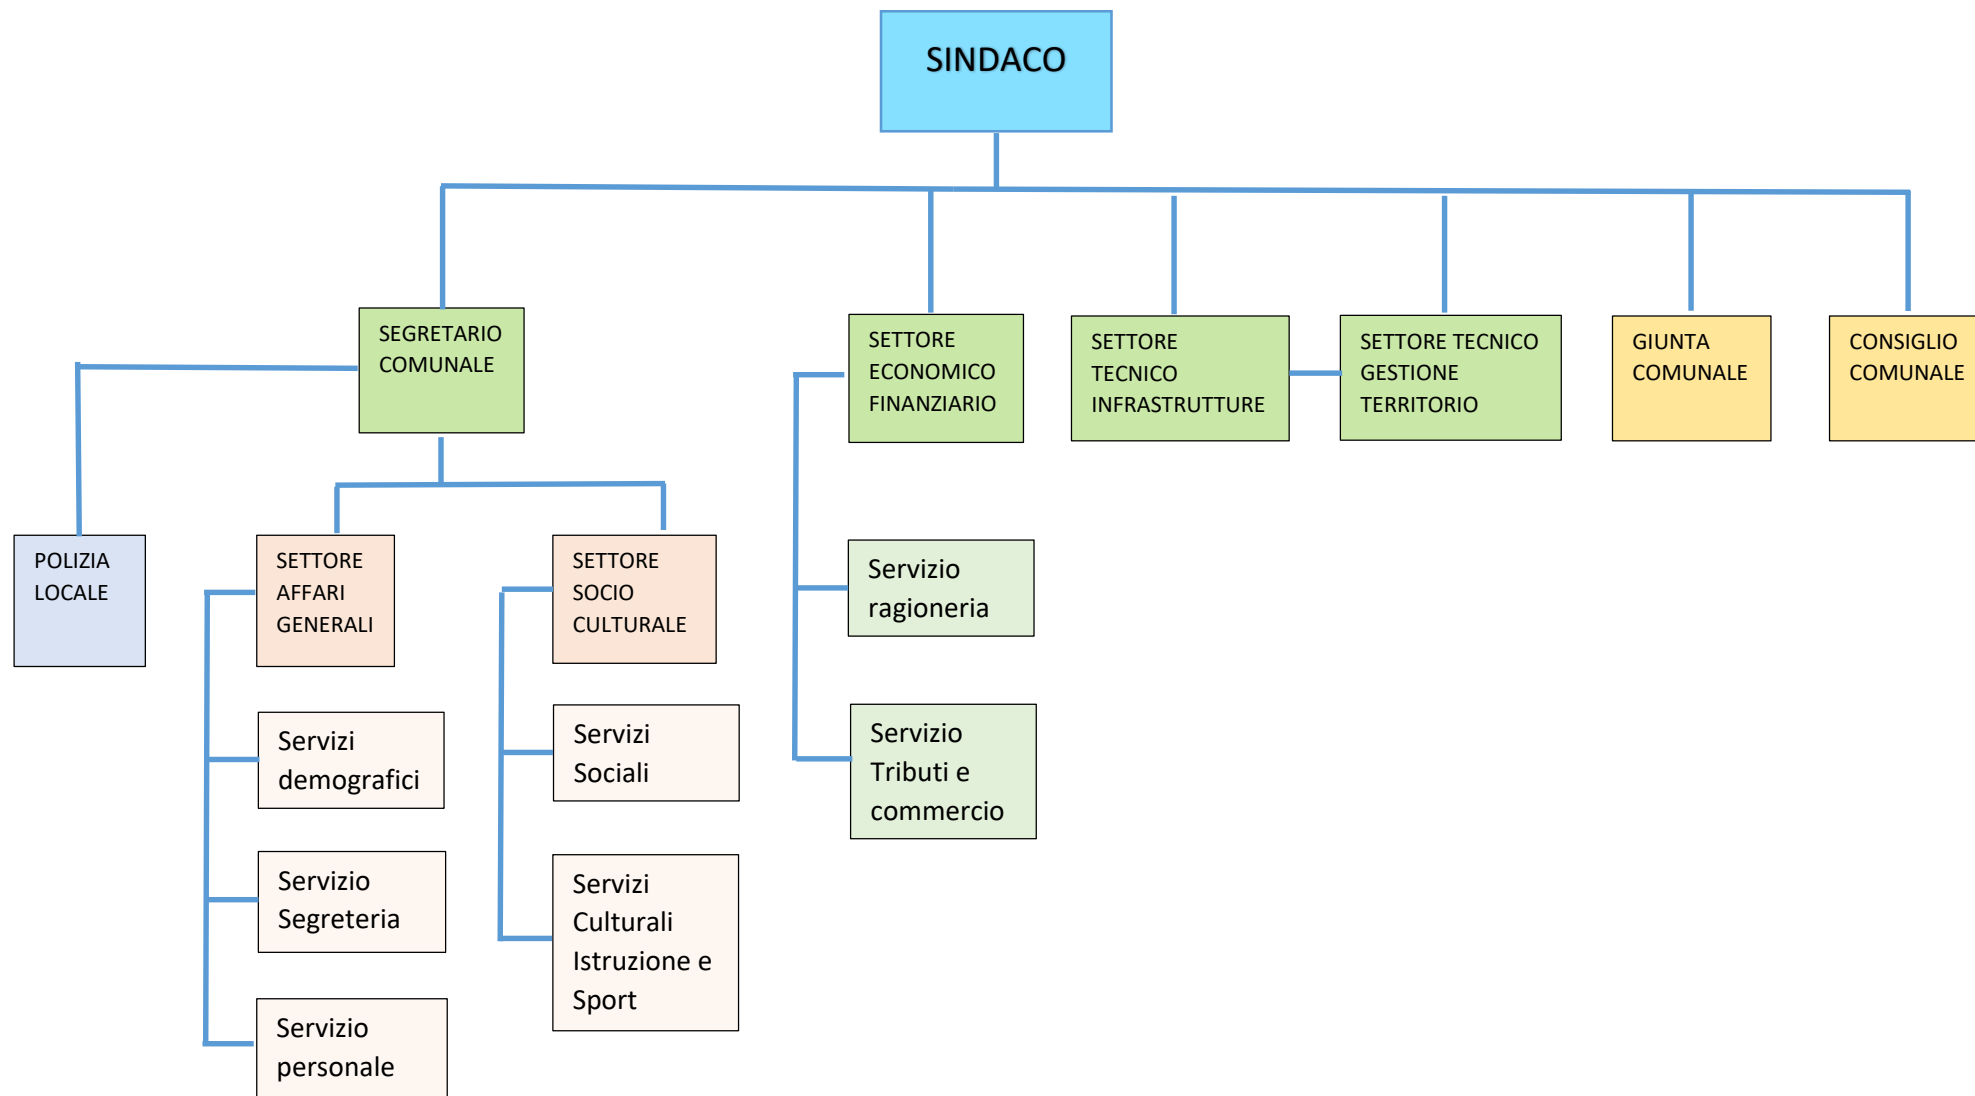 SINDACO
SEGRETARIO
COMUNALE
SETTORE
ECONOMICO
FINANZIARIO
SETTORE
TECNICO
INFRASTRUTTURE
SETTORE TECNICO
GESTIONE
TERRITORIO
GIUNTA
COMUNALE
CONSIGLIO
COMUNALE
POLIZIA
LOCALE
SETTORE
AFFARI
GENERALI
SETTORE
SOCIO
CULTURALE
Servizio
ragioneria
Servizi
demografici
Servizi
Sociali
Servizio
Tributi e
commercio
Servizio
Segreteria
Servizi
Culturali
Istruzione e
Sport
Servizio
personale